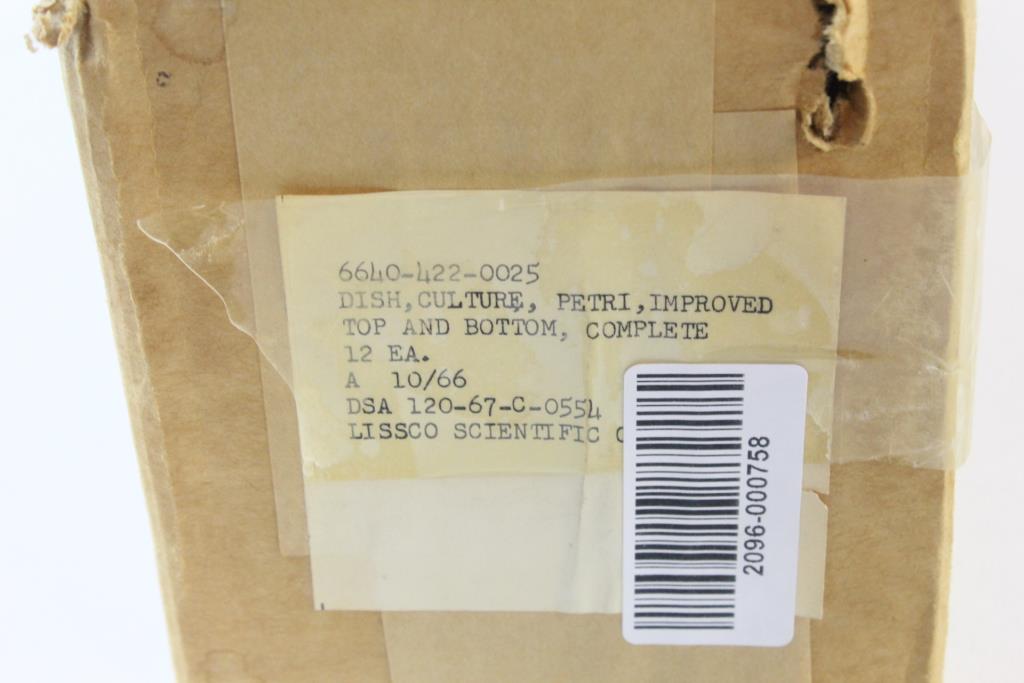 6640-422-0025
DISH, CULTURE, PETRI, IMPROVED
TOP AND BOTTOM, COMPLETE
12 EA.
A 10/66
DSA 120-67-C-0554
LISSCO SCIENTIFIC
2096-000758